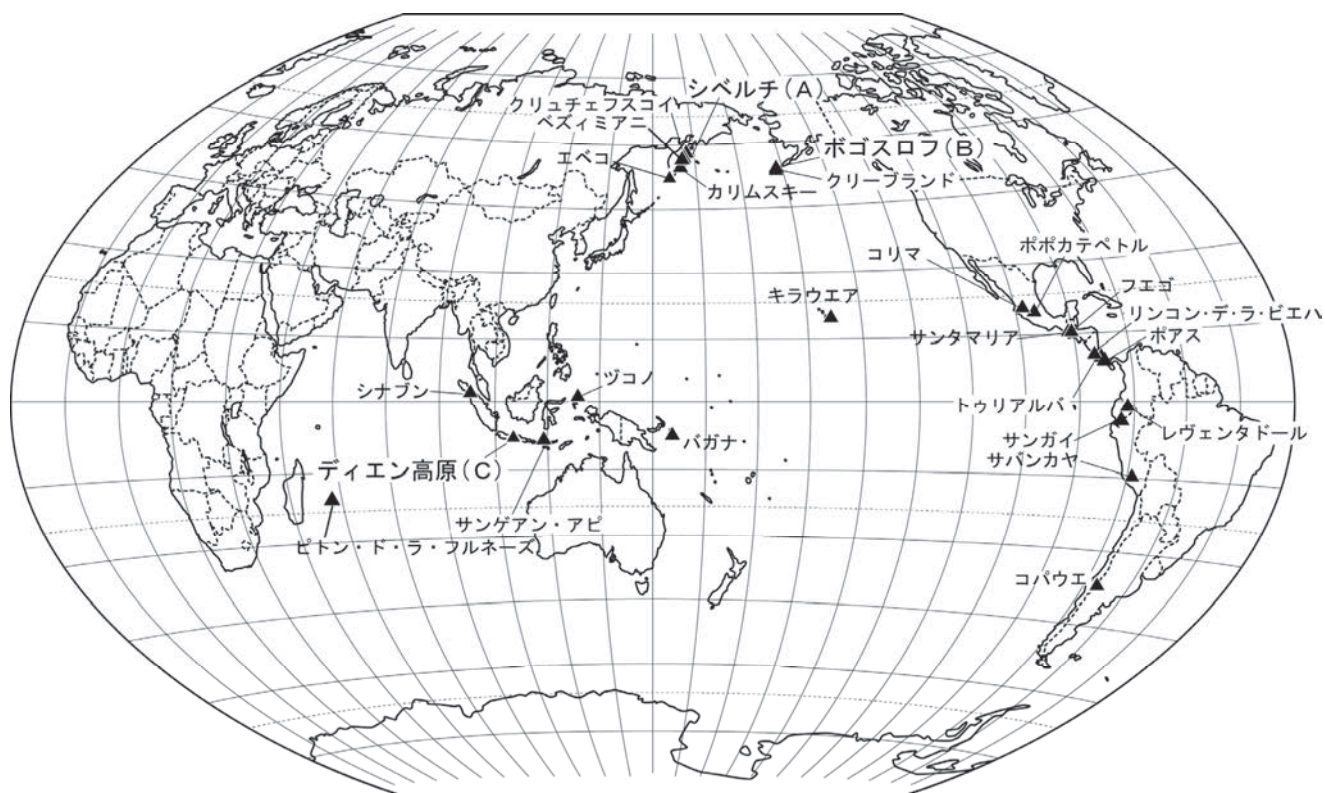 シベルチ(A)
クリュチェフスコイ
ベズィミアニ
エベコ
カリムスキー
ボゴスロフ(B)
クリーブランド
コリマ
ポポカテペトル
フエゴ
キラウエア
リンコン・デ・ラ・ビエハ
サンタマリア
ポアス
シナブン
ヅコノ
トゥリアルバ
バガナ
サンガイ
レヴェンタドール
サバンカヤ
ディエン高原(C)
サンゲアン・アピ
ピトン・ド・ラ・フルネーズ
コパウエ